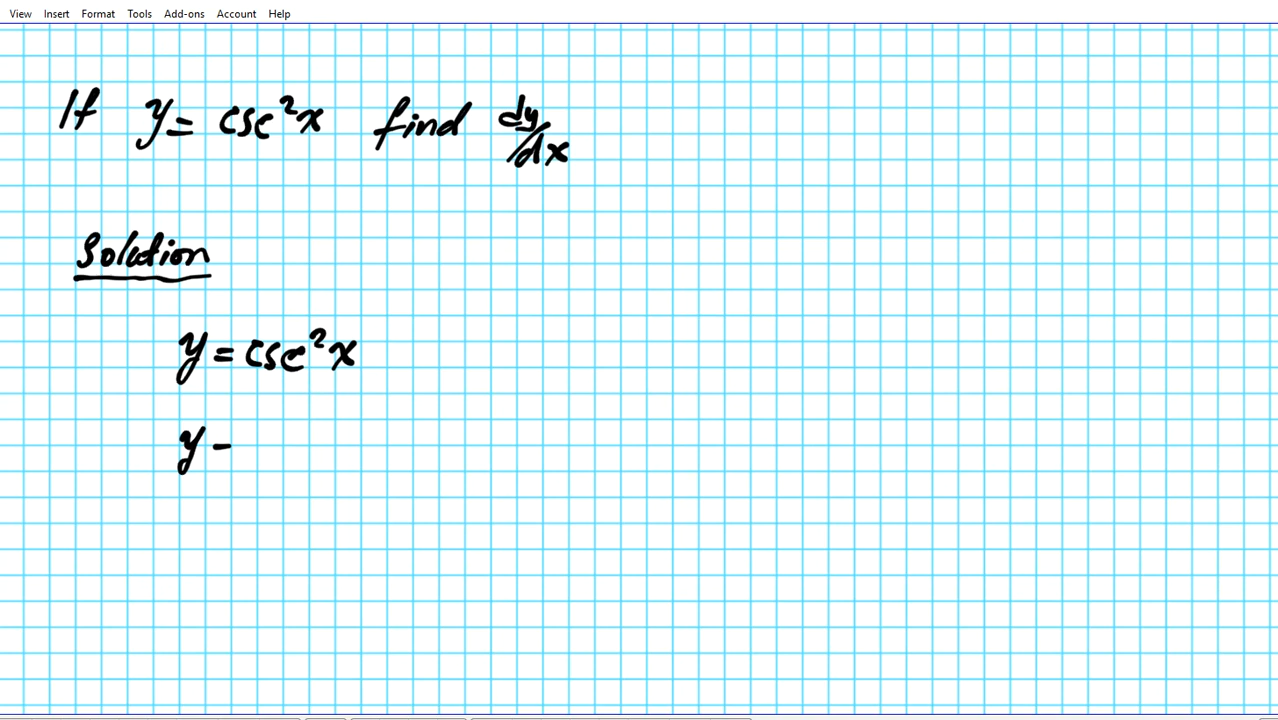 View Insert Format Tools Add-ons Account Help
If y = csc²x find dy/dx
Solution
y = csc²x
y -